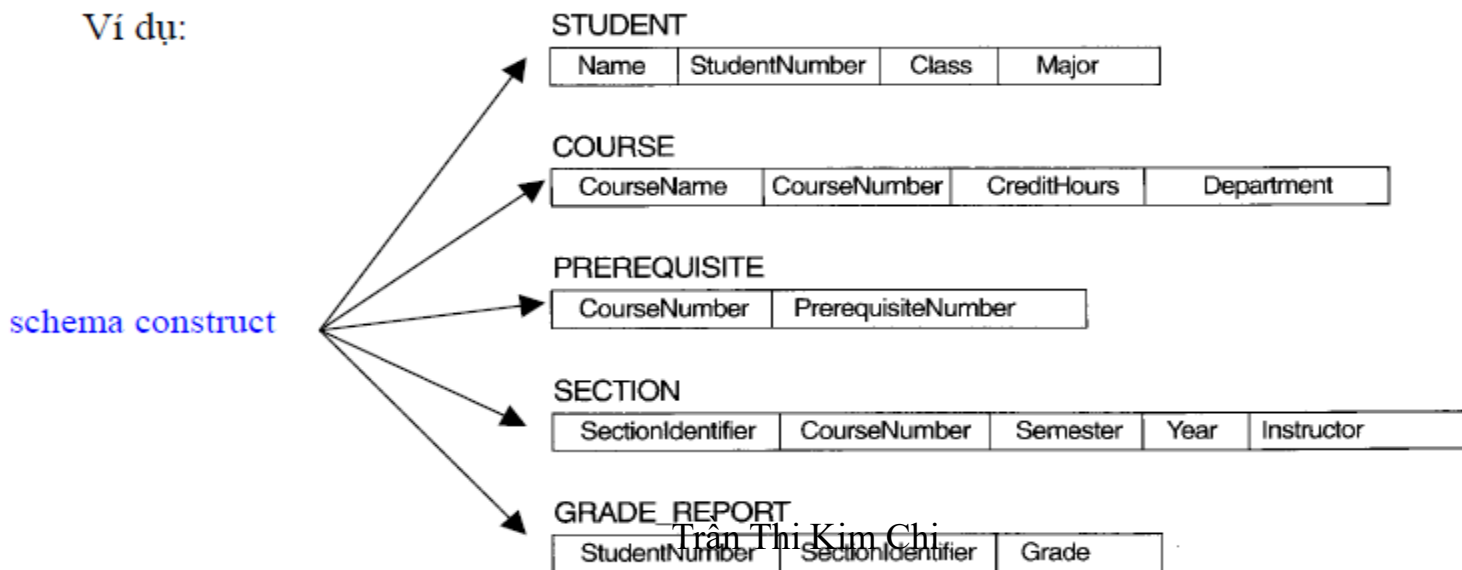 Ví dụ:
STUDENT
Name StudentNumber Class Major
COURSE
CourseName CourseNumber CreditHours Department
PREREQUISITE
CourseNumber PrerequisiteNumber
schema construct
SECTION
SectionIdentifier CourseNumber Semester Year Instructor
GRADE_REPORT
Trần Thi Kim Chi
StudentNumber SectionIdentifier Grade